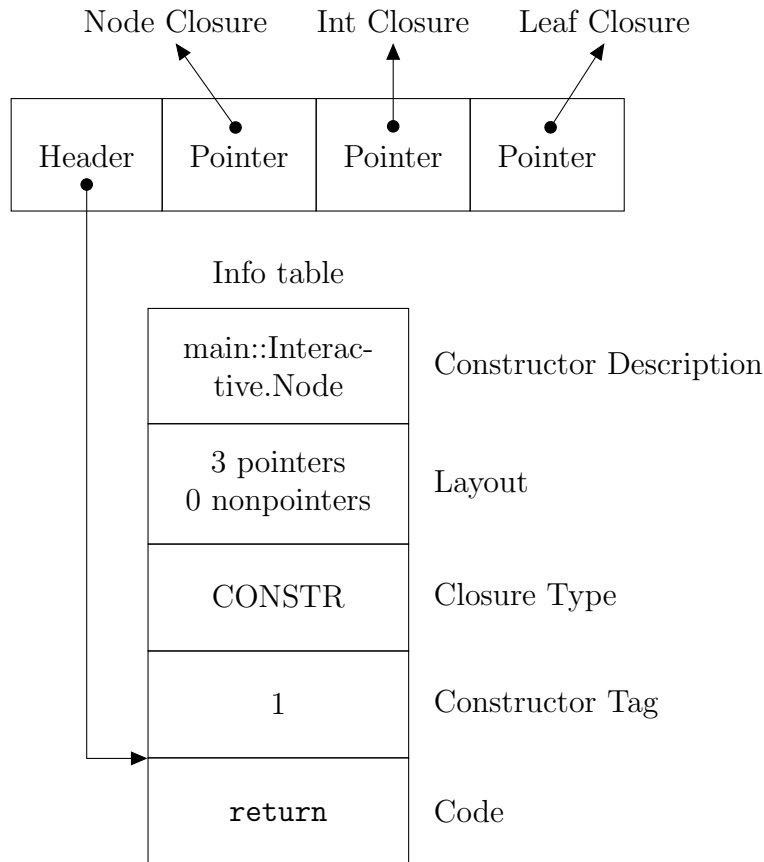 Node Closure Int Closure Leaf Closure
Header Pointer Pointer Pointer
Info table
main::Interac-
tive.Node
Constructor Description
3 pointers
0 nonpointers
Layout
CONSTR Closure Type
1 Constructor Tag
return Code